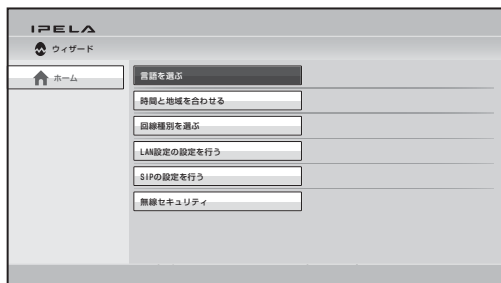 IPELA
ウィザード
ホーム
言語を選ぶ
時間と地域を合わせる
回線種別を選ぶ
LAN設定の設定を行う
SIPの設定を行う
無線セキュリティ